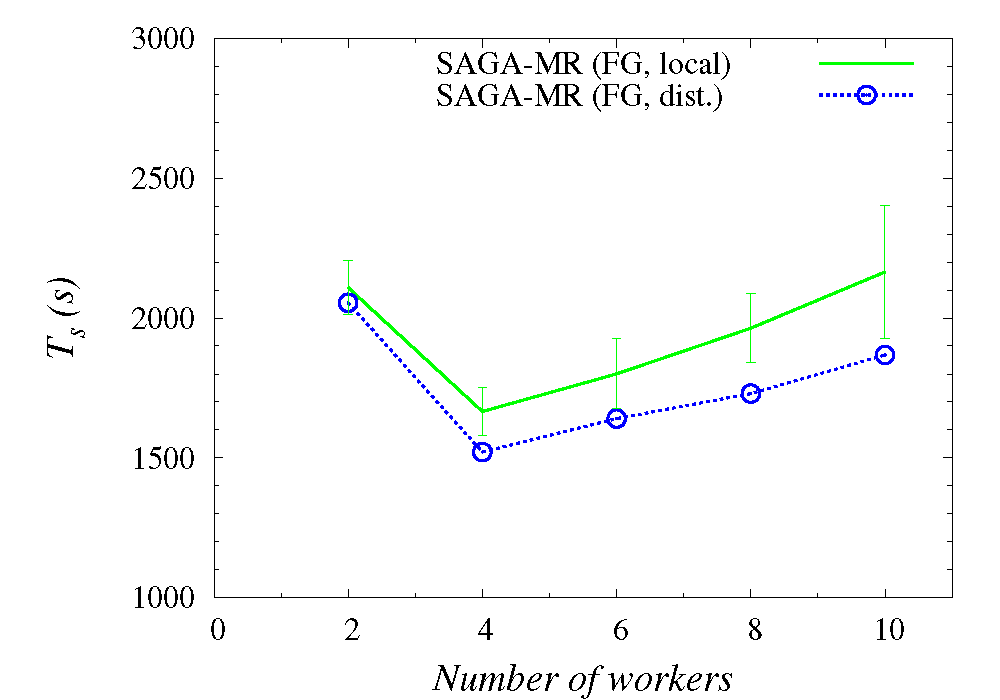 3000
2500
2000
1500
1000
T_s (s)
SAGA-MR (FG, local)
SAGA-MR (FG, dist.)
0 2 4 6 8 10
Number of workers